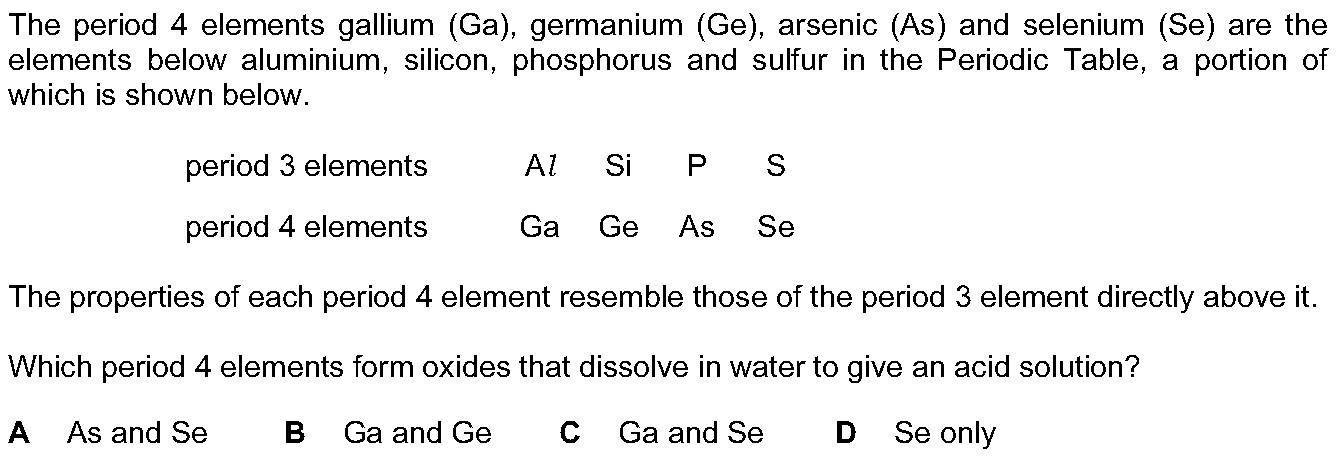 The period 4 elements gallium (Ga), germanium (Ge), arsenic (As) and selenium (Se) are the
elements below aluminium, silicon, phosphorus and sulfur in the Periodic Table, a portion of
which is shown below.
period 3 elements Al Si P S
period 4 elements Ga Ge As Se
The properties of each period 4 element resemble those of the period 3 element directly above it.
Which period 4 elements form oxides that dissolve in water to give an acid solution?
A As and Se B Ga and Ge C Ga and Se D Se only